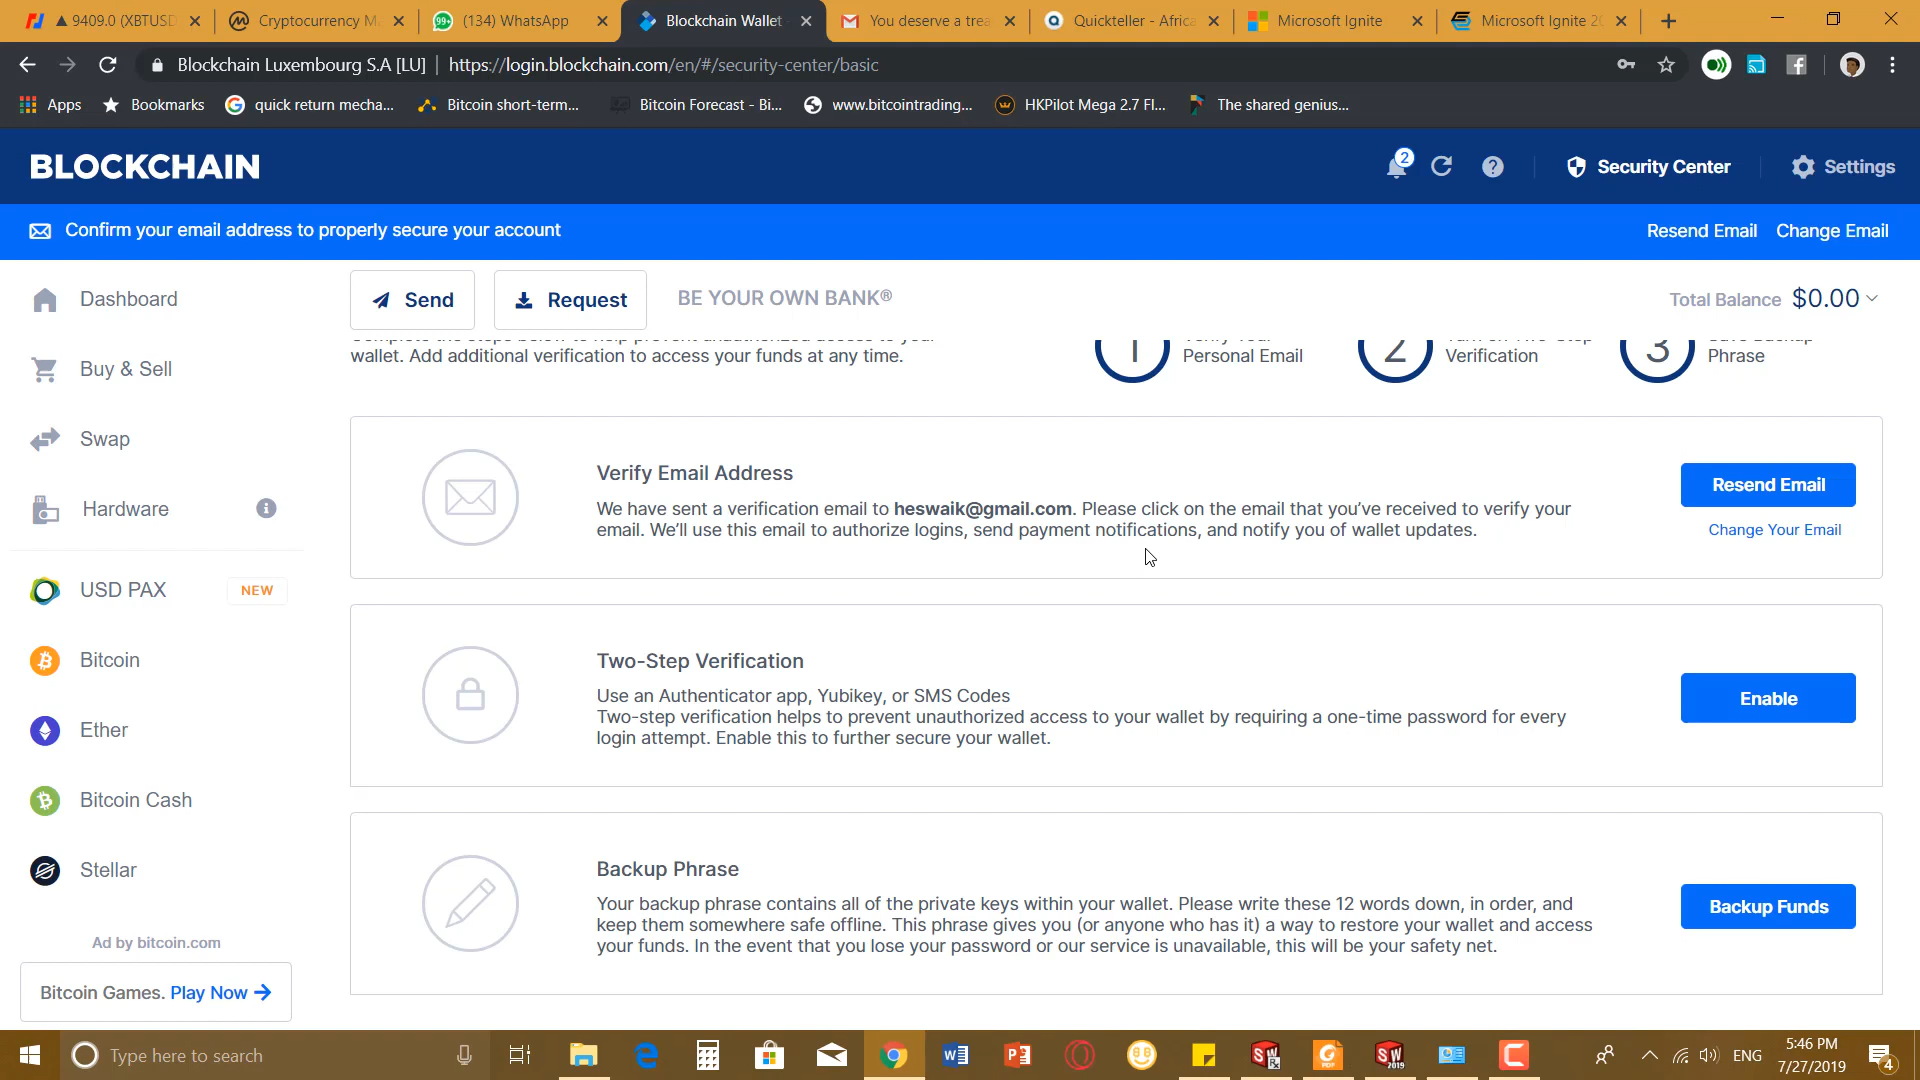 ▲ 9409.0 (XBTUSD
Cryptocurrency Ma
99+
(134) WhatsApp
Blockchain Wallet
You deserve a trea
Quickteller - Africa
Microsoft Ignite
Microsoft Ignite 20
Blockchain Luxembourg S.A [LU]
https://login.blockchain.com/en/#/security-center/basic
Apps
Bookmarks
quick return mecha...
Bitcoin short-term...
Bitcoin Forecast - Bi...
www.bitcointrading...
HKPilot Mega 2.7 Fl...
The shared genius...
BLOCKCHAIN
2
Security Center
Settings
Confirm your email address to properly secure your account
Resend Email
Change Email
Dashboard
Buy & Sell
Swap
Hardware
USD PAX
NEW
Bitcoin
Ether
Bitcoin Cash
Stellar
Ad by bitcoin.com
Bitcoin Games. Play Now →
Send
Request
BE YOUR OWN BANK®
Total Balance $0.00
wallet. Add additional verification to access your funds at any time.
1
Personal Email
2
Verification
3
Phrase
Verify Email Address
We have sent a verification email to heswaik@gmail.com. Please click on the email that you've received to verify your
email. We'll use this email to authorize logins, send payment notifications, and notify you of wallet updates.
Resend Email
Change Your Email
Two-Step Verification
Use an Authenticator app, Yubikey, or SMS Codes
Two-step verification helps to prevent unauthorized access to your wallet by requiring a one-time password for every
login attempt. Enable this to further secure your wallet.
Enable
Backup Phrase
Your backup phrase contains all of the private keys within your wallet. Please write these 12 words down, in order, and
keep them somewhere safe offline. This phrase gives you (or anyone who has it) a way to restore your wallet and access
your funds. In the event that you lose your password or our service is unavailable, this will be your safety net.
Backup Funds
Type here to search
ENG
5:46 PM
7/27/2019
4